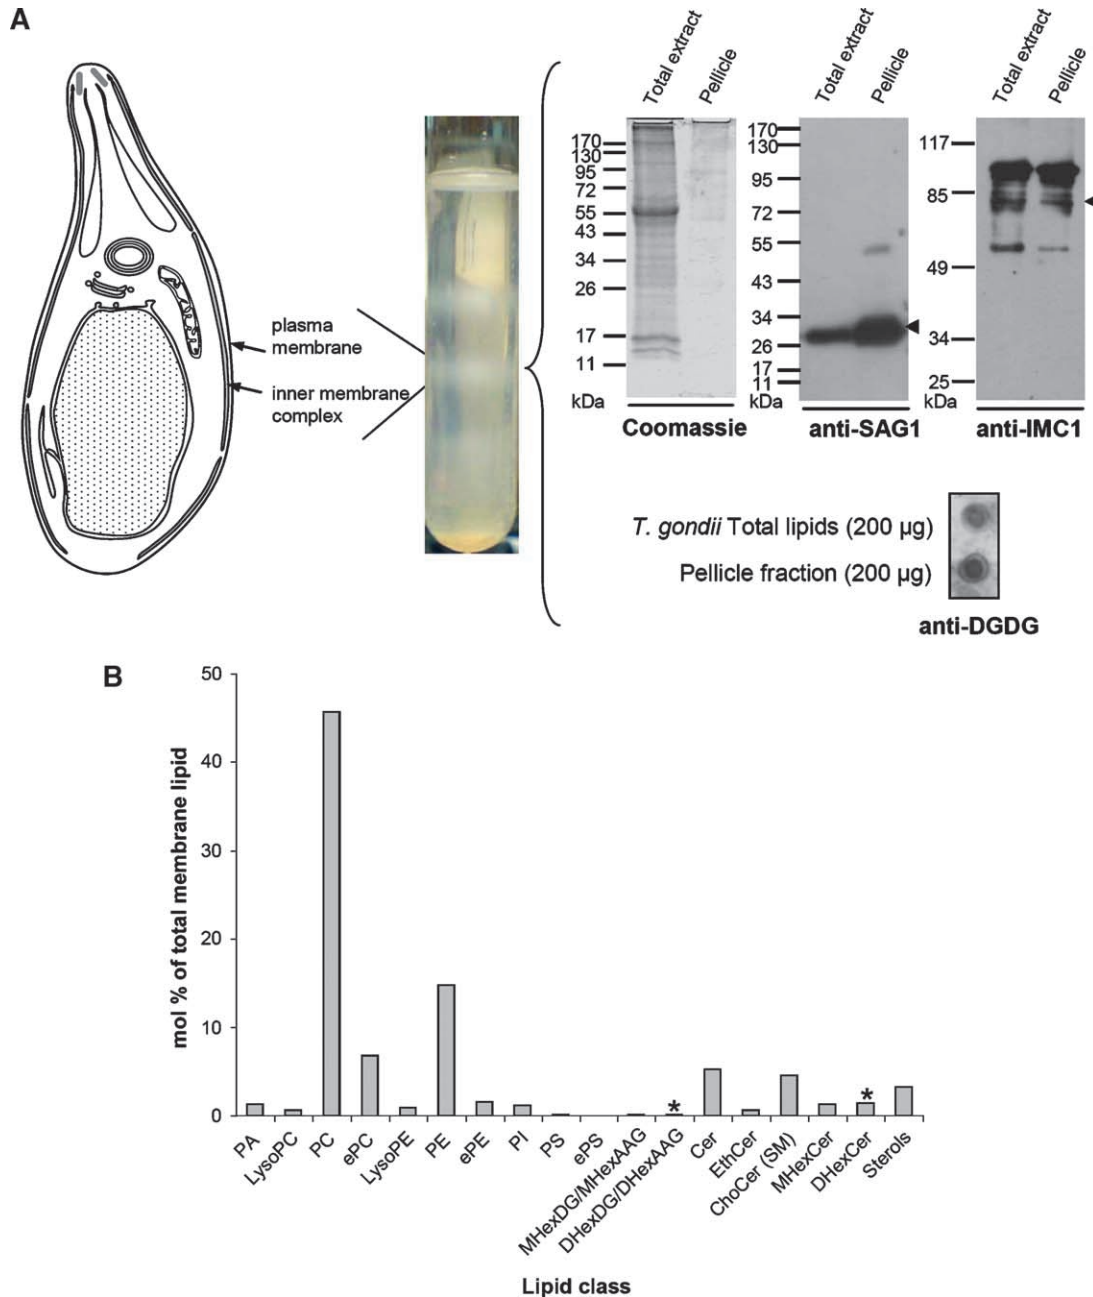 A
plasma
membrane
inner membrane
complex
Total extract
Pellicle
170
130
95
72
55
43
34
26
17
11
kDa
Coomassie
Total extract
Pellicle
170
130
95
72
55
43
34
26
17
11
kDa
anti-SAG1
Total extract
Pellicle
117
85
49
34
25
kDa
anti-IMC1
T. gondii Total lipids (200 µg)
Pellicle fraction (200 µg)
anti-DGDG
B
mol % of total membrane lipid
50
40
30
20
10
0
* *
PA
LysoPC
PC
ePC
LysoPE
PE
ePE
PI
PS
ePS
MHexDG/MHexAAG
DHexDG/DHexAAG
Cer
EthCer
ChoCer (SM)
MHexCer
DHexCer
Sterols
Lipid class